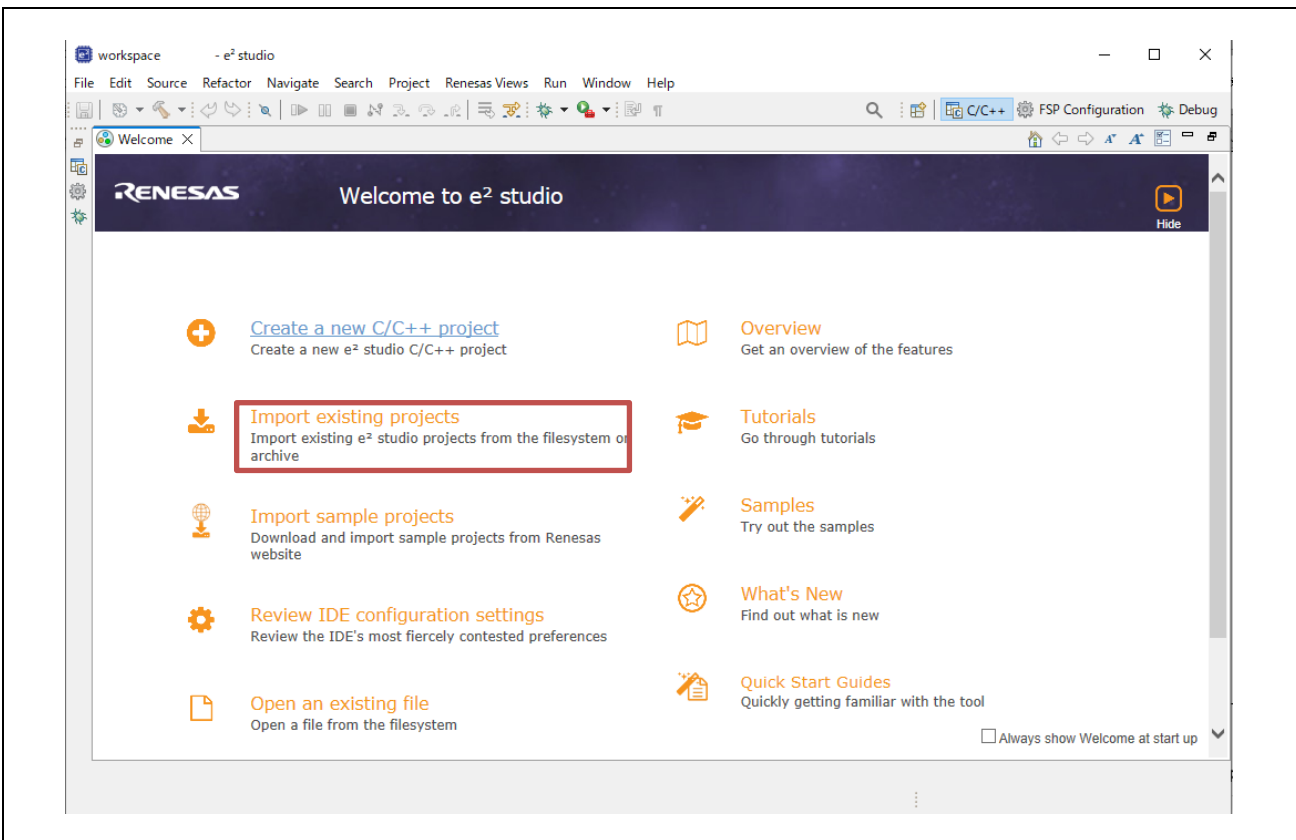 workspace - e² studio
File Edit Source Refactor Navigate Search Project Renesas Views Run Window Help
C/C++ FSP Configuration Debug
Welcome
RENESAS Welcome to e² studio
Hide
Create a new C/C++ project
Create a new e² studio C/C++ project
Import existing projects
Import existing e² studio projects from the filesystem or
archive
Import sample projects
Download and import sample projects from Renesas
website
Review IDE configuration settings
Review the IDE's most fiercely contested preferences
Open an existing file
Open a file from the filesystem
Overview
Get an overview of the features
Tutorials
Go through tutorials
Samples
Try out the samples
What's New
Find out what is new
Quick Start Guides
Quickly getting familiar with the tool
Always show Welcome at start up